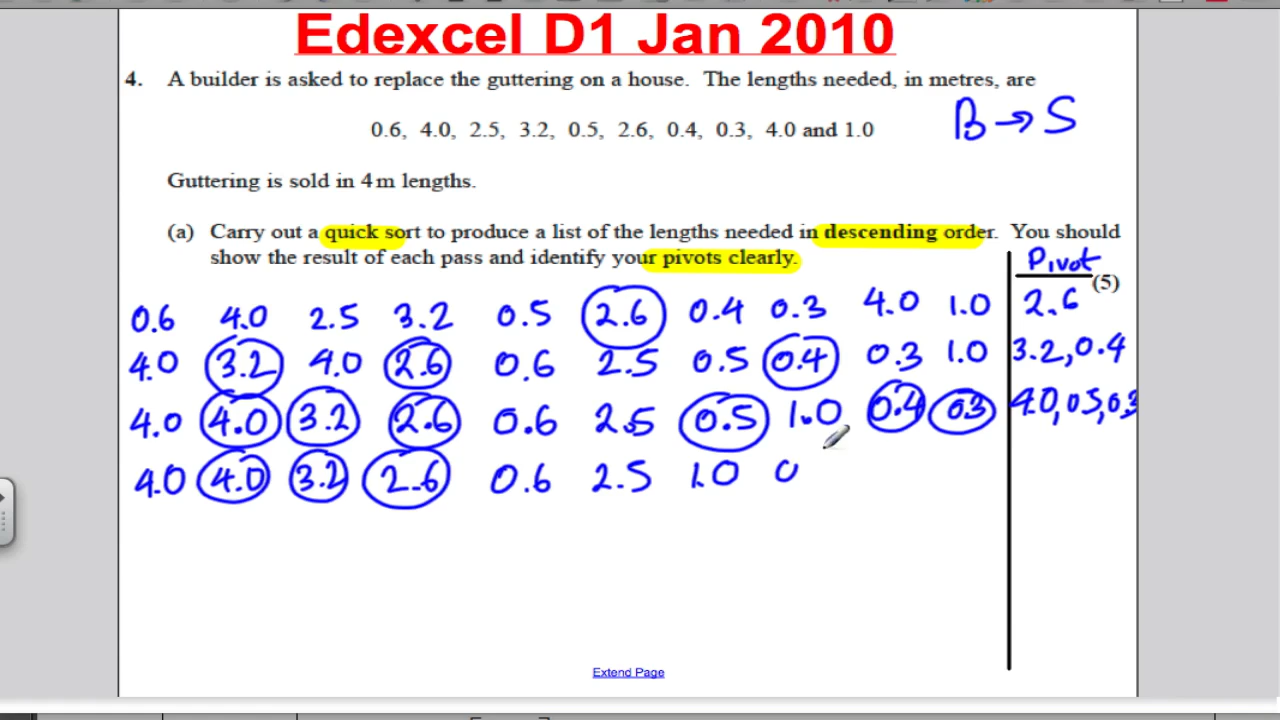 Edexcel D1 Jan 2010
4. A builder is asked to replace the guttering on a house. The lengths needed, in metres, are
B → S
0.6, 4.0, 2.5, 3.2, 0.5, 2.6, 0.4, 0.3, 4.0 and 1.0
Guttering is sold in 4 m lengths.
(a) Carry out a quick sort to produce a list of the lengths needed in descending order. You should
show the result of each pass and identify your pivots clearly.
Pivot
(5)
0.6 4.0 2.5 3.2 0.5 2.6 0.4 0.3 4.0 1.0 2.6
4.0 3.2 4.0 2.6 0.6 2.5 0.5 0.4 0.3 1.0 3.2, 0.4
4.0 4.0 3.2 2.6 0.6 2.5 0.5 1.0 0.4 0.3 4.0, 0.5, 0.3
4.0 4.0 3.2 2.6 0.6 2.5 1.0 0
Extend Page